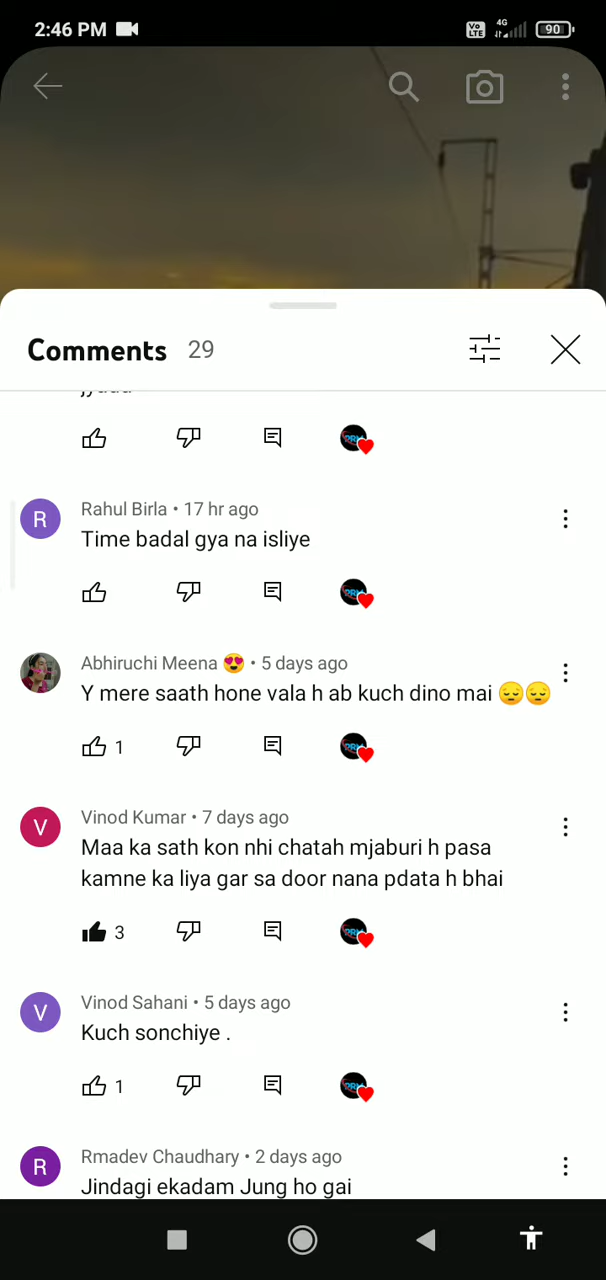 2:46 PM
Vo LTE 4G 90
Comments 29
Rahul Birla • 17 hr ago
Time badal gya na isliye
Abhiruchi Meena 😍 • 5 days ago
Y mere saath hone vala h ab kuch dino mai 😔😔
1
Vinod Kumar • 7 days ago
Maa ka sath kon nhi chatah mjaburi h pasa
kamne ka liya gar sa door nana pdata h bhai
3
Vinod Sahani • 5 days ago
Kuch sonchiye .
1
Rmadev Chaudhary • 2 days ago
Jindagi ekadam Jung ho gai
R
V
V
R